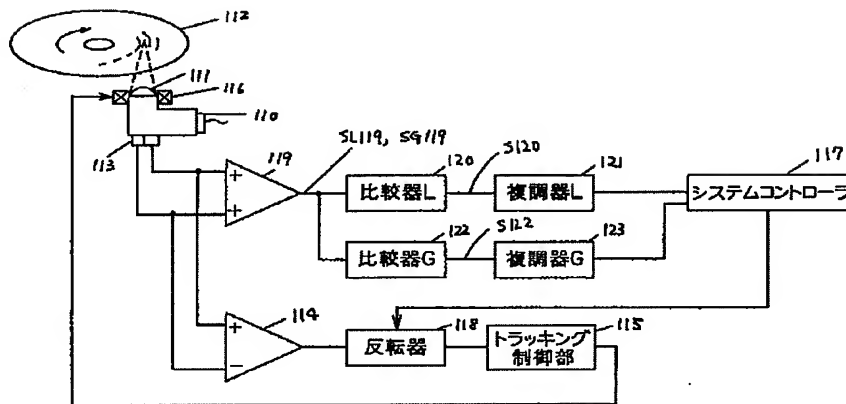 112
111
116
110
113
119
SL119, SG119
120
比較器L
S120
121
複調器L
117
システムコントローラ
122
比較器G
S122
123
複調器G
114
+
+
+
−
118
反転器
115
トラッキング
制御部